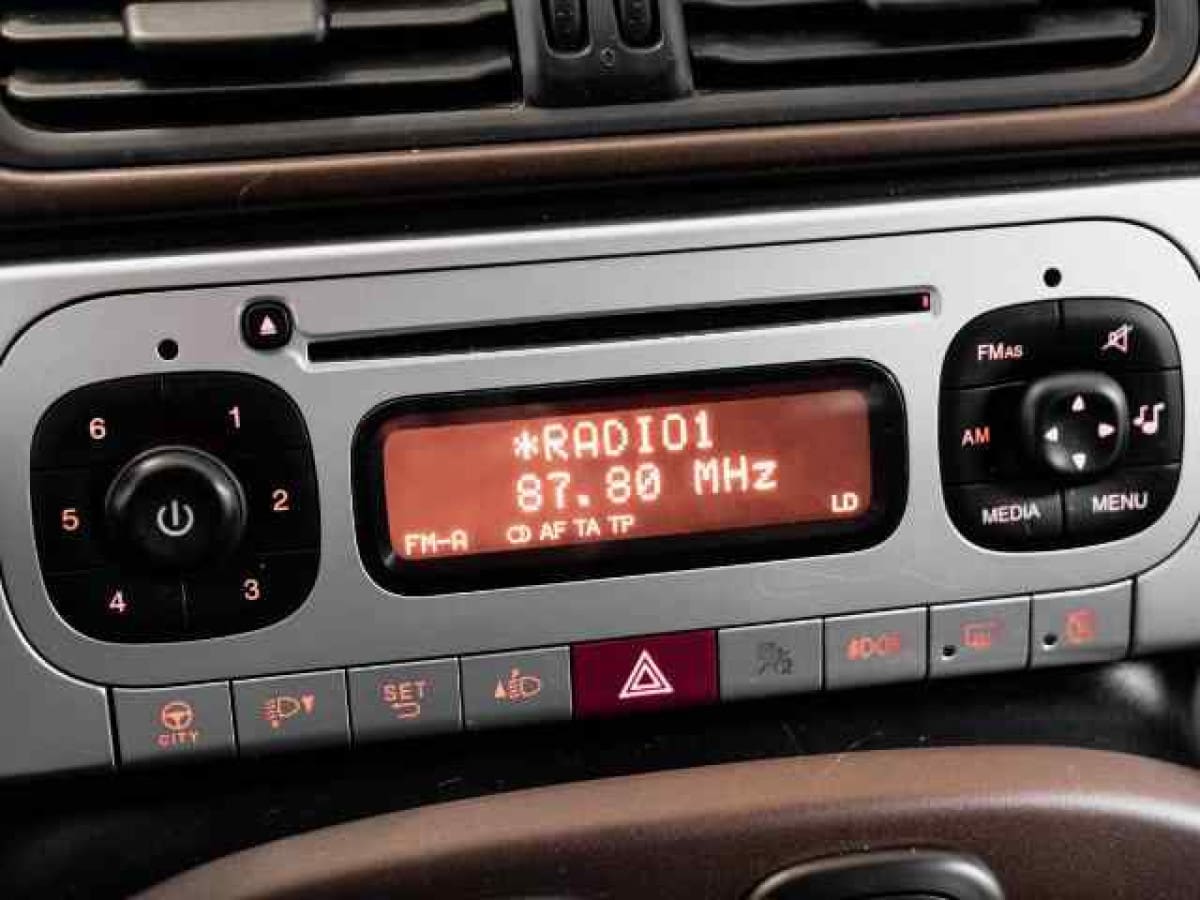 FMAS
6
1
*RADIO1
AM
5
2
87.80 MHz
FM-A
CD AF TA TP
LD
MEDIA
MENU
4
3
SET
CITY